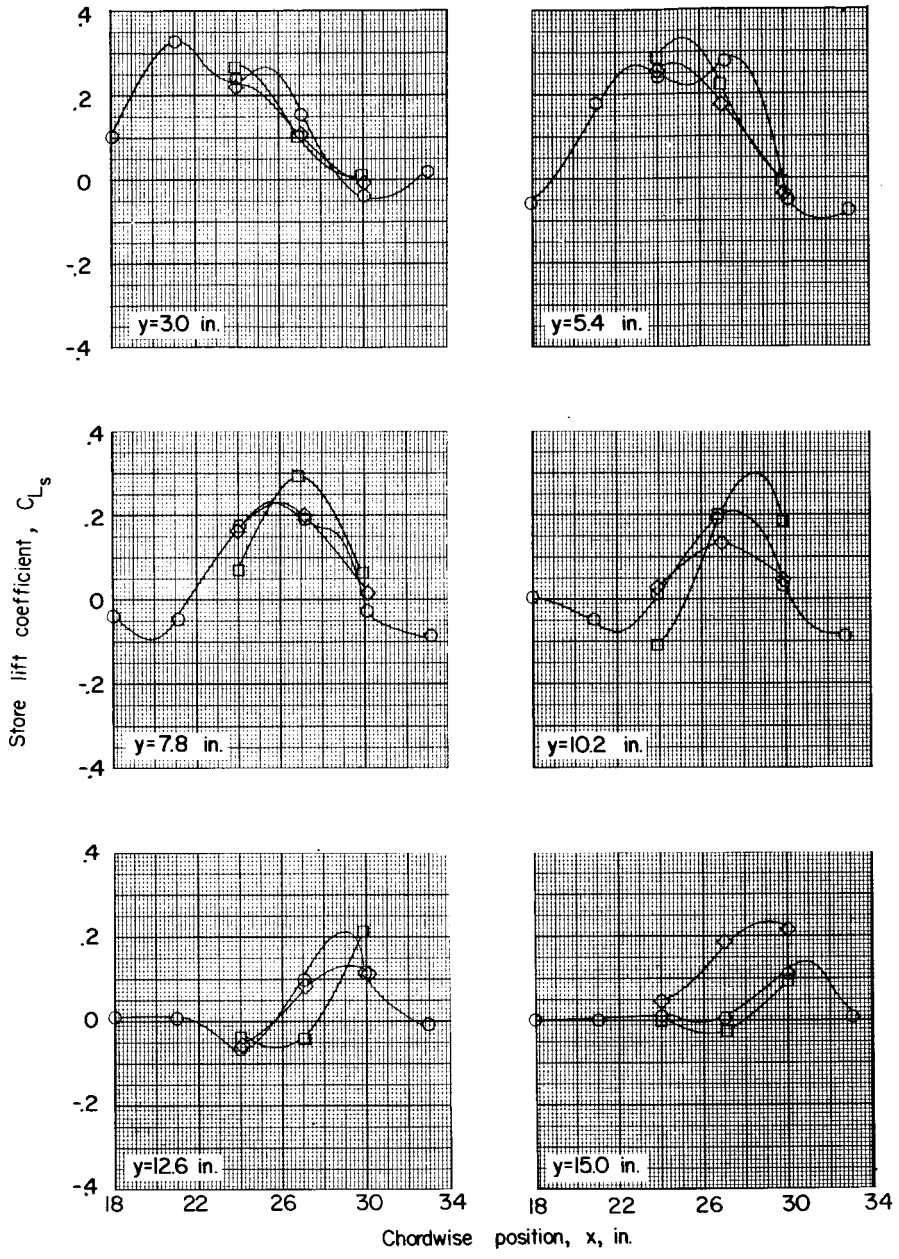 .4
.2
0
-.2
-.4
y=3.0 in.
y=5.4 in.
.4
.2
0
-.2
-.4
y=7.8 in.
y=10.2 in.
Store lift coefficient, C_Ls
.4
.2
0
-.2
-.4
y=12.6 in.
y=15.0 in.
18 22 26 30 34 18 22 26 30 34
Chordwise position, x, in.